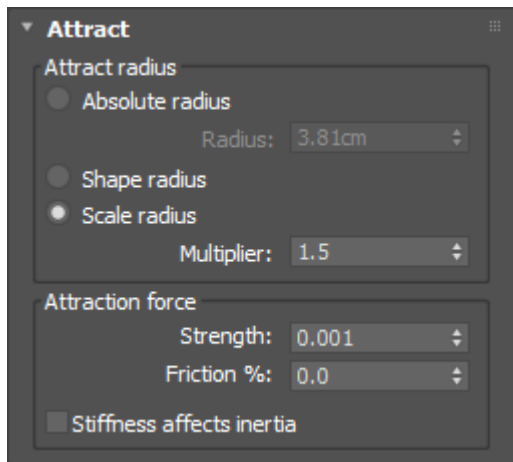 Attract
Attract radius
Absolute radius
Radius: 3.81cm
Shape radius
Scale radius
Multiplier: 1.5
Attraction force
Strength: 0.001
Friction %: 0.0
Stiffness affects inertia